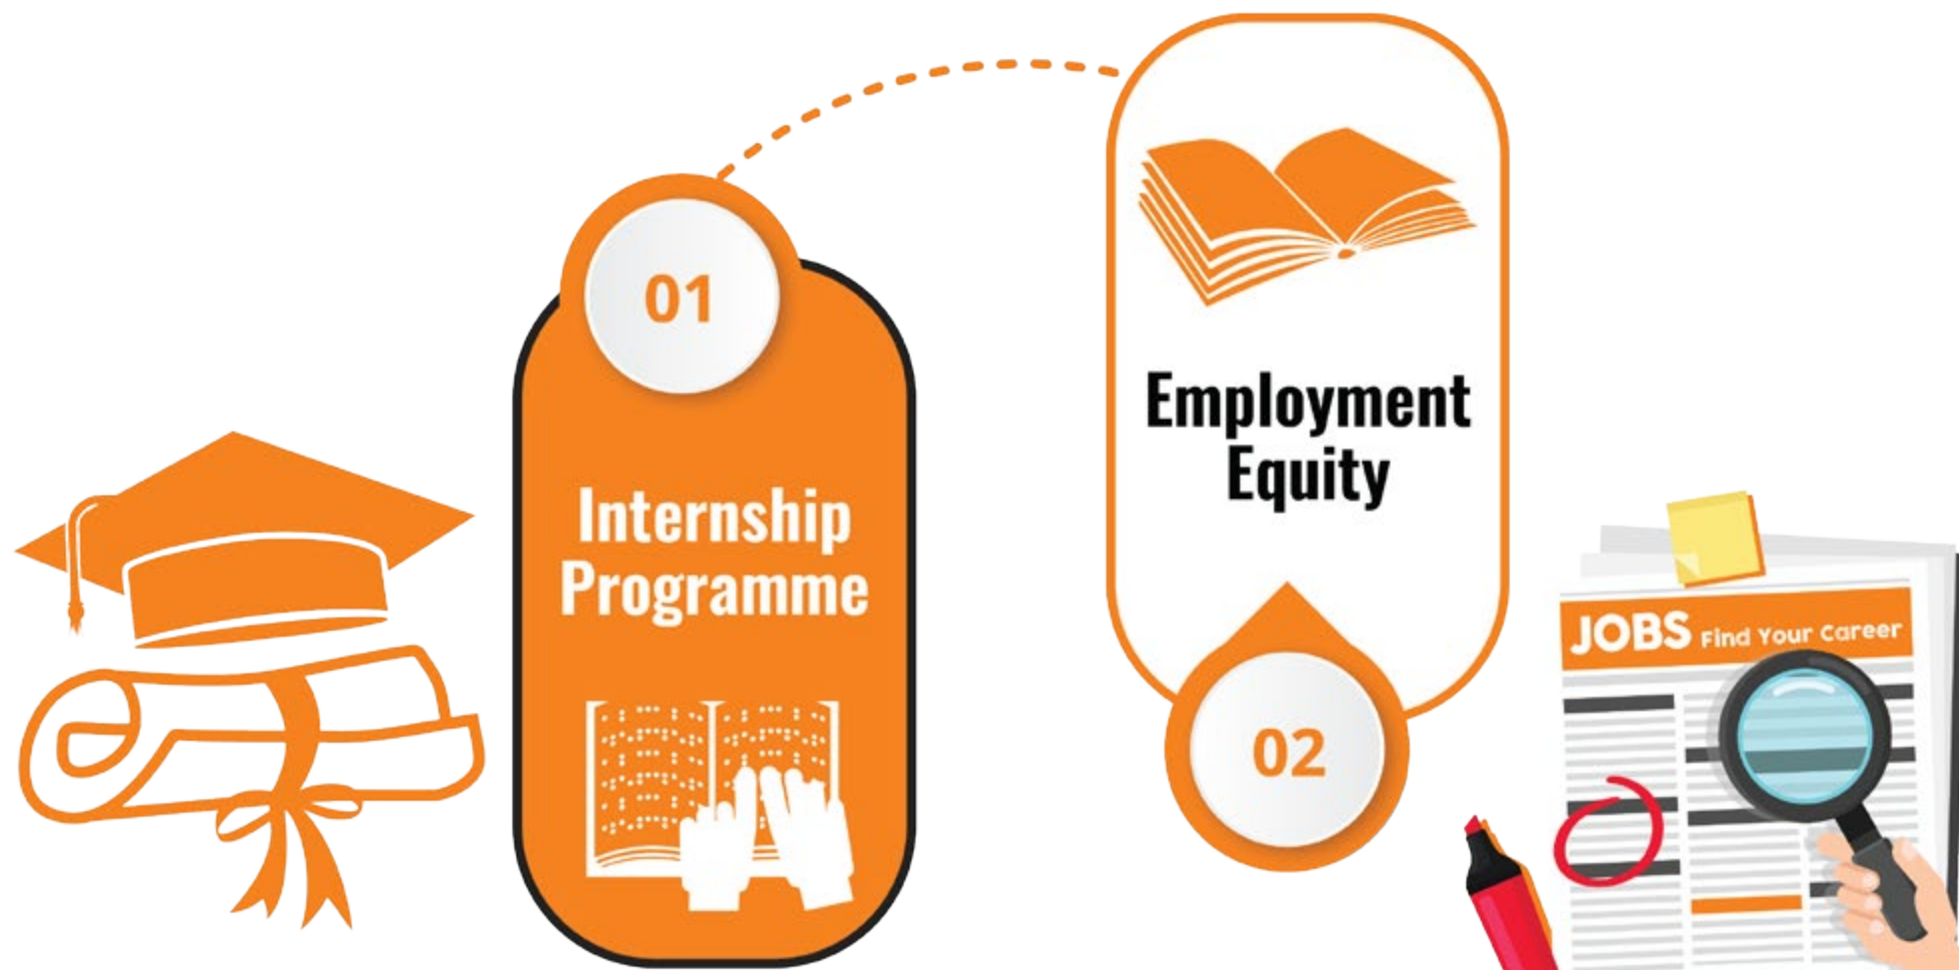 01
Internship
Programme
Employment
Equity
02
JOBS Find Your Career